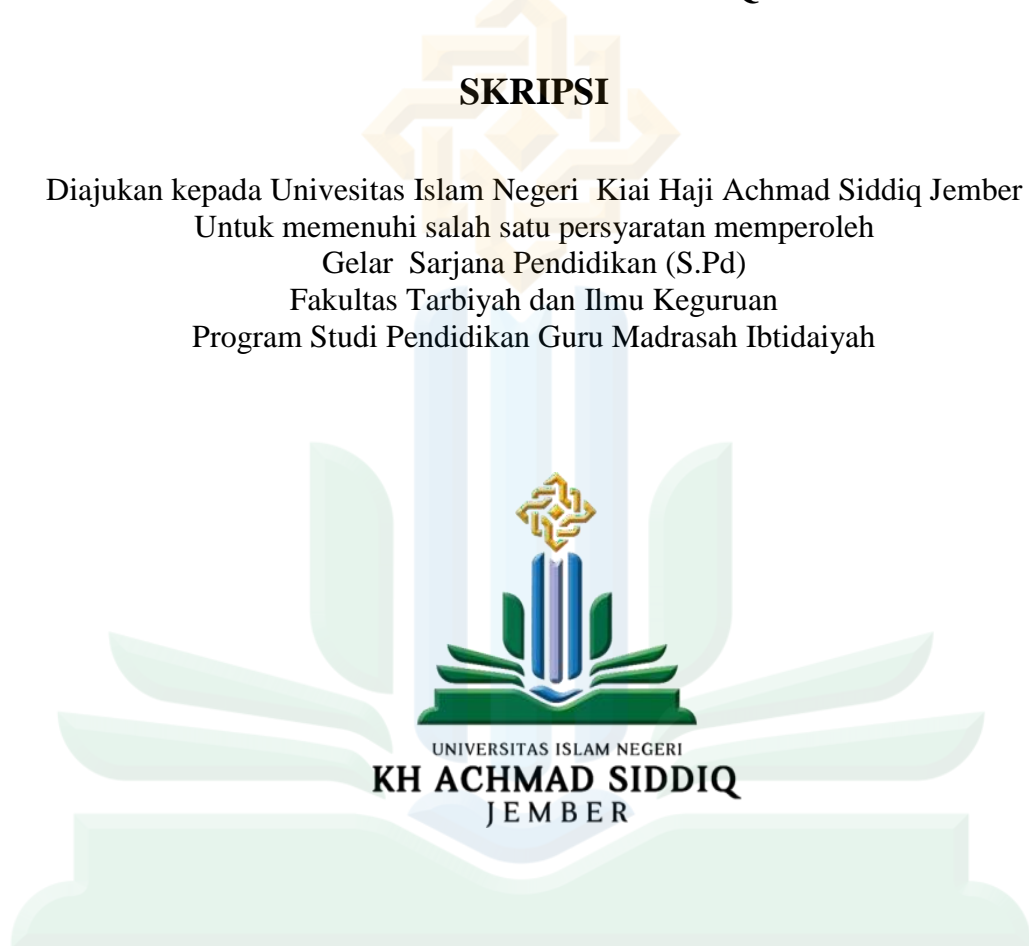 SKRIPSI
Diajukan kepada Univesitas Islam Negeri Kiai Haji Achmad Siddiq Jember
Untuk memenuhi salah satu persyaratan memperoleh
Gelar Sarjana Pendidikan (S.Pd)
Fakultas Tarbiyah dan Ilmu Keguruan
Program Studi Pendidikan Guru Madrasah Ibtidaiyah
UNIVERSITAS ISLAM NEGERI
KH ACHMAD SIDDIQ
JEMBER